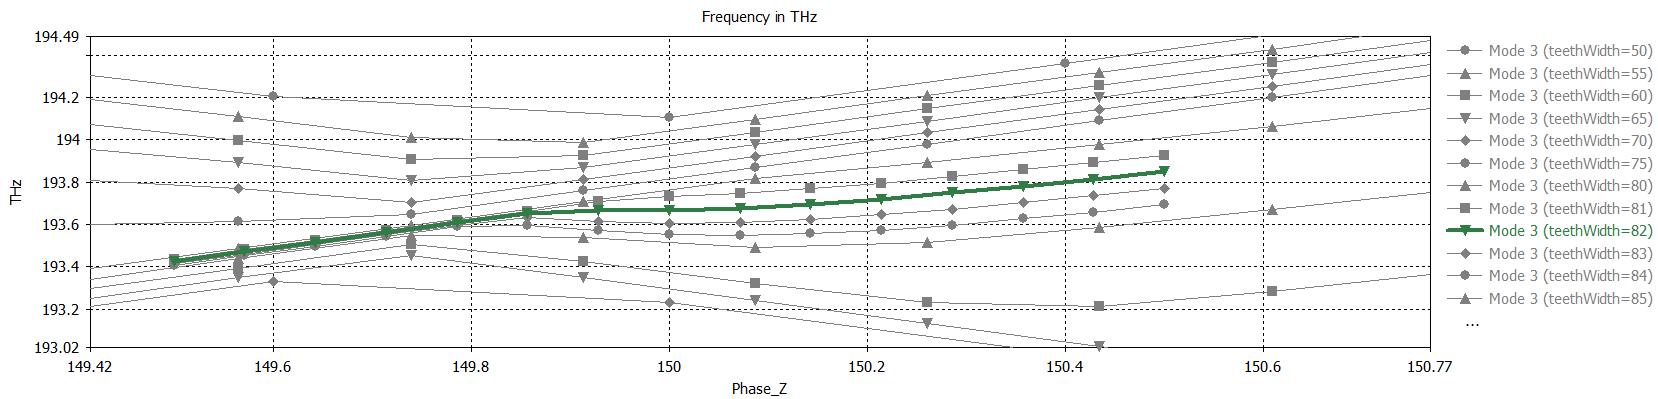 Frequency in THz
194.49
194.2
194
193.8
193.6
193.4
193.2
193.02
THz
149.42
149.6
149.8
150
150.2
150.4
150.6
150.77
Phase_Z
Mode 3 (teethWidth=50)
Mode 3 (teethWidth=55)
Mode 3 (teethWidth=60)
Mode 3 (teethWidth=65)
Mode 3 (teethWidth=70)
Mode 3 (teethWidth=75)
Mode 3 (teethWidth=80)
Mode 3 (teethWidth=81)
Mode 3 (teethWidth=82)
Mode 3 (teethWidth=83)
Mode 3 (teethWidth=84)
Mode 3 (teethWidth=85)
...